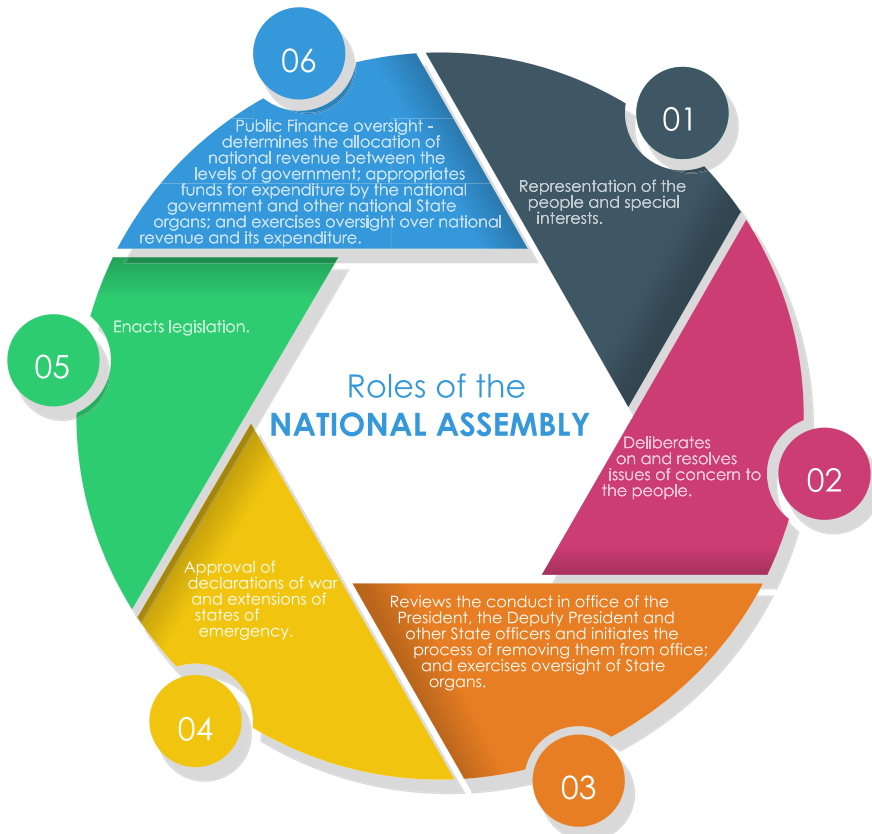 Roles of the
NATIONAL ASSEMBLY
01
Representation of the
people and special
interests.
02
Deliberates
on and resolves
issues of concern to
the people.
03
Reviews the conduct in office of the
President, the Deputy President and
other State officers and initiates the
process of removing them from office;
and exercises oversight of State
organs.
04
Approval of
declarations of war
and extensions of
states of
emergency.
05
Enacts legislation.
06
Public Finance oversight -
determines the allocation of
national revenue between the
levels of government; appropriates
funds for expenditure by the national
government and other national State
organs; and exercises oversight over national
revenue and its expenditure.